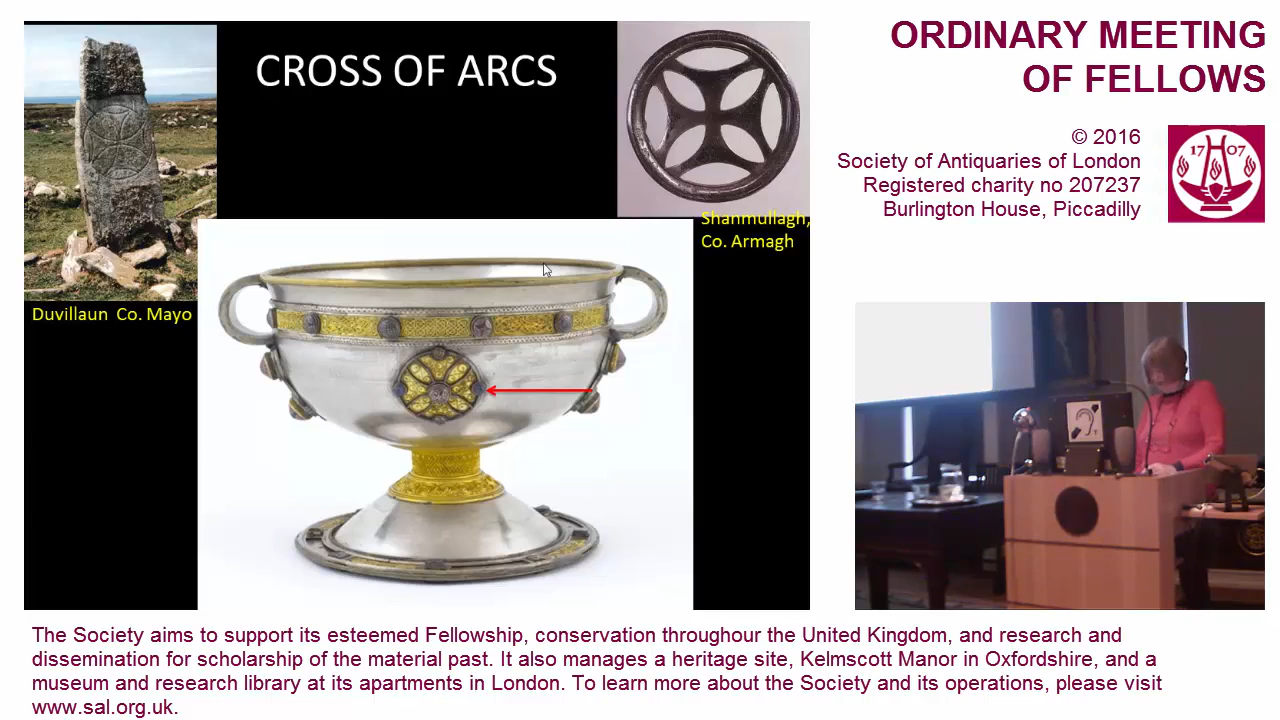 CROSS OF ARCS
Shanmullagh,
Co. Armagh
Duvillaun Co. Mayo
ORDINARY MEETING
OF FELLOWS
© 2016
Society of Antiquaries of London
Registered charity no 207237
Burlington House, Piccadilly
17 07
The Society aims to support its esteemed Fellowship, conservation throughour the United Kingdom, and research and
dissemination for scholarship of the material past. It also manages a heritage site, Kelmscott Manor in Oxfordshire, and a
museum and research library at its apartments in London. To learn more about the Society and its operations, please visit
www.sal.org.uk.